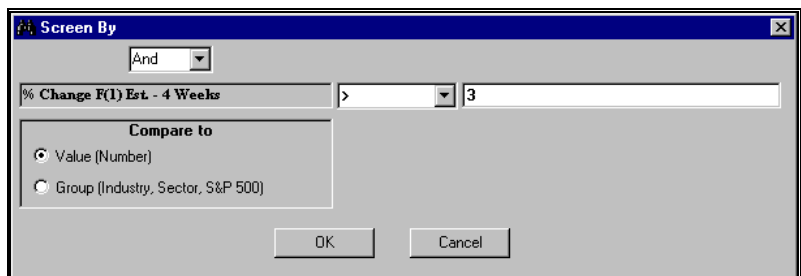 Screen By
And
% Change F(1) Est. - 4 Weeks > 3
Compare to
Value (Number)
Group (Industry, Sector, S&P 500)
OK Cancel